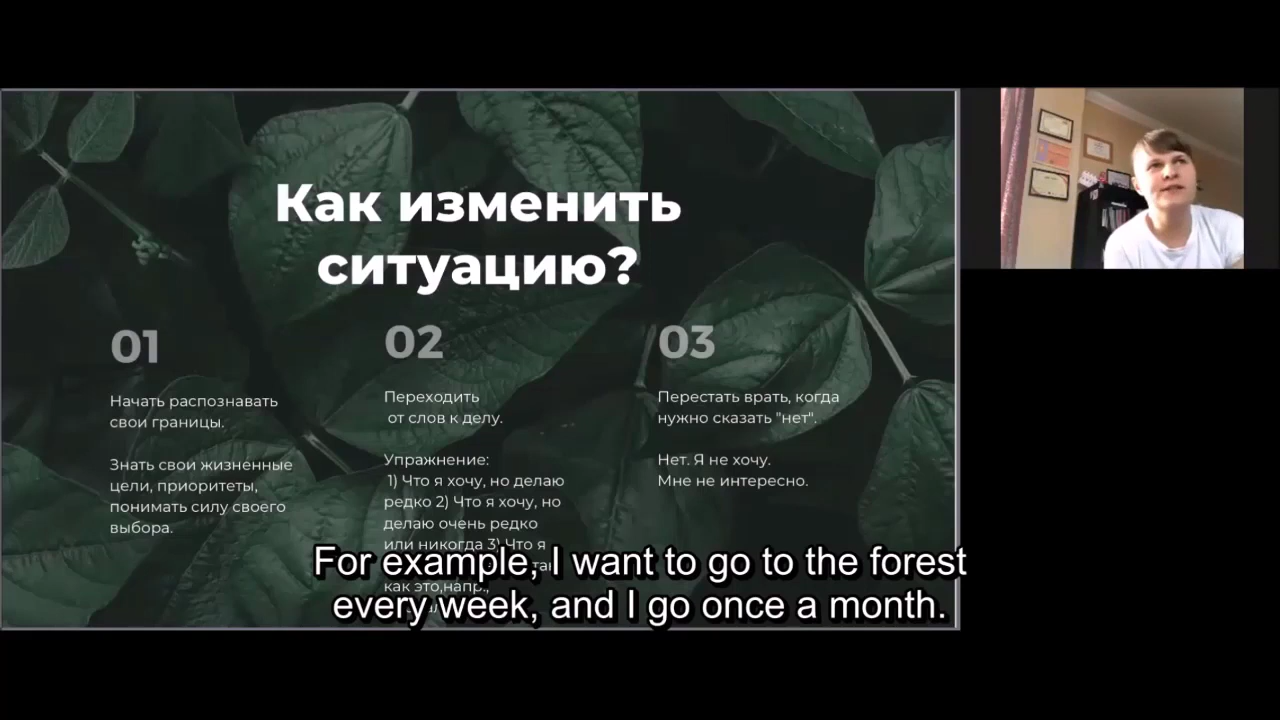 Как изменить
ситуацию?
01
Начать распознавать
свои границы.
Знать свои жизненные
цели, приоритеты,
понимать силу своего
выбора.
02
Переходить
от слов к делу.
Упражнение:
1) Что я хочу, но делаю
редко 2) Что я хочу, но
делаю очень редко
или никогда 3) Что я
как это,напр.,
03
Перестать врать, когда
нужно сказать "нет".
Нет. Я не хочу.
Мне не интересно.
For example, I want to go to the forest
every week, and I go once a month.